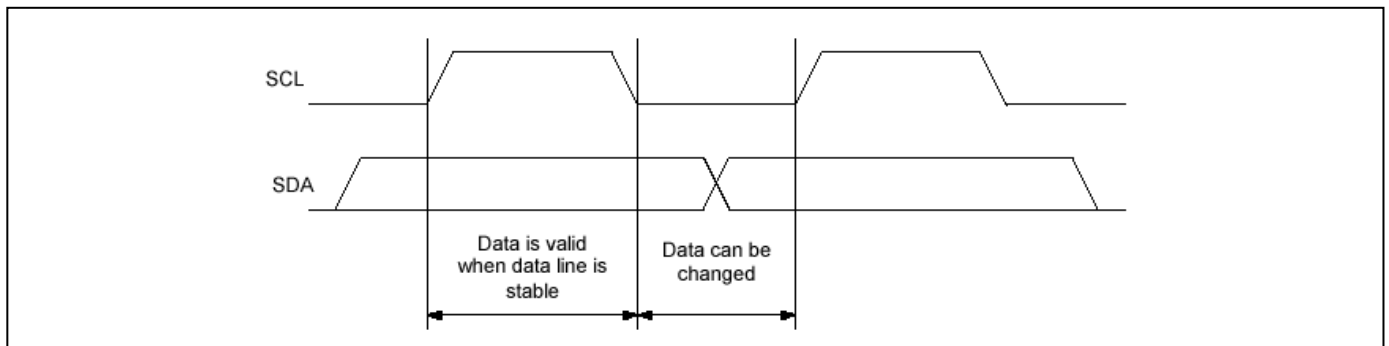 SCL
SDA
Data is valid
when data line is
stable
Data can be
changed